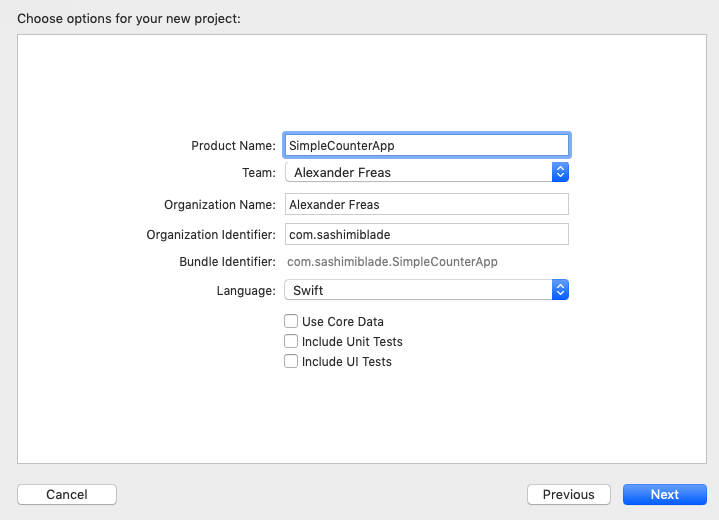 Choose options for your new project:
Product Name: SimpleCounterApp
Team: Alexander Freas
Organization Name: Alexander Freas
Organization Identifier: com.sashimiblade
Bundle Identifier: com.sashimiblade.SimpleCounterApp
Language: Swift
Use Core Data
Include Unit Tests
Include UI Tests
Cancel Previous Next